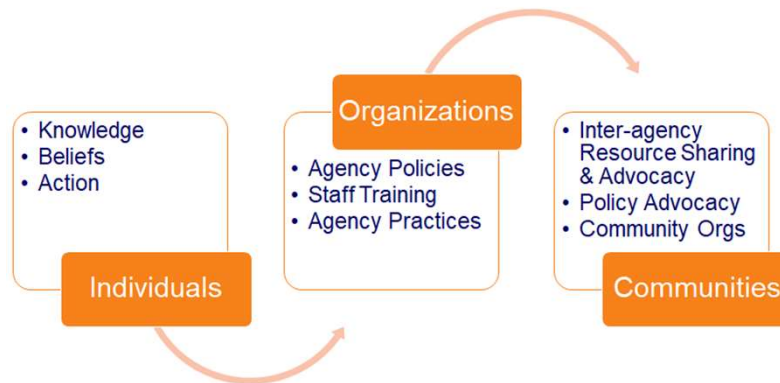 • Knowledge
• Beliefs
• Action
Individuals
Organizations
• Agency Policies
• Staff Training
• Agency Practices
• Inter-agency
Resource Sharing
& Advocacy
• Policy Advocacy
• Community Orgs
Communities